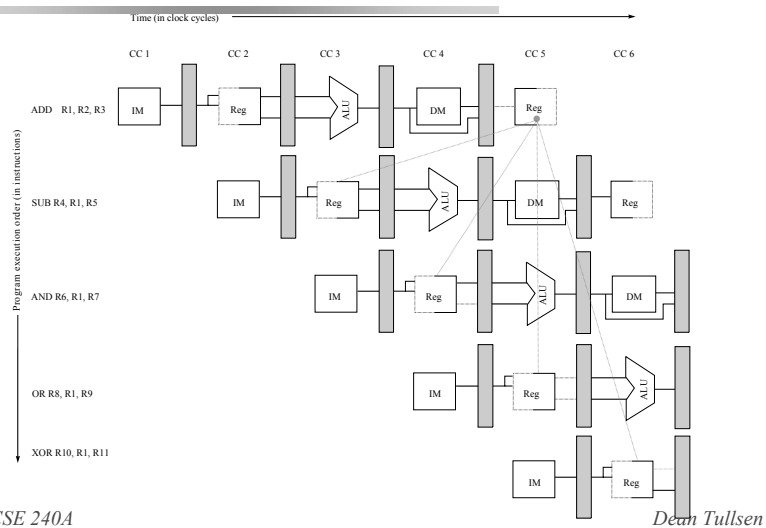 Time (in clock cycles)
CC 1 CC 2 CC 3 CC 4 CC 5 CC 6
Program execution order (in instructions)
ADD R1, R2, R3
IM Reg ALU DM Reg
SUB R4, R1, R5
IM Reg ALU DM Reg
AND R6, R1, R7
IM Reg ALU DM
OR R8, R1, R9
IM Reg ALU
XOR R10, R1, R11
IM Reg
CSE 240A Dean Tullsen